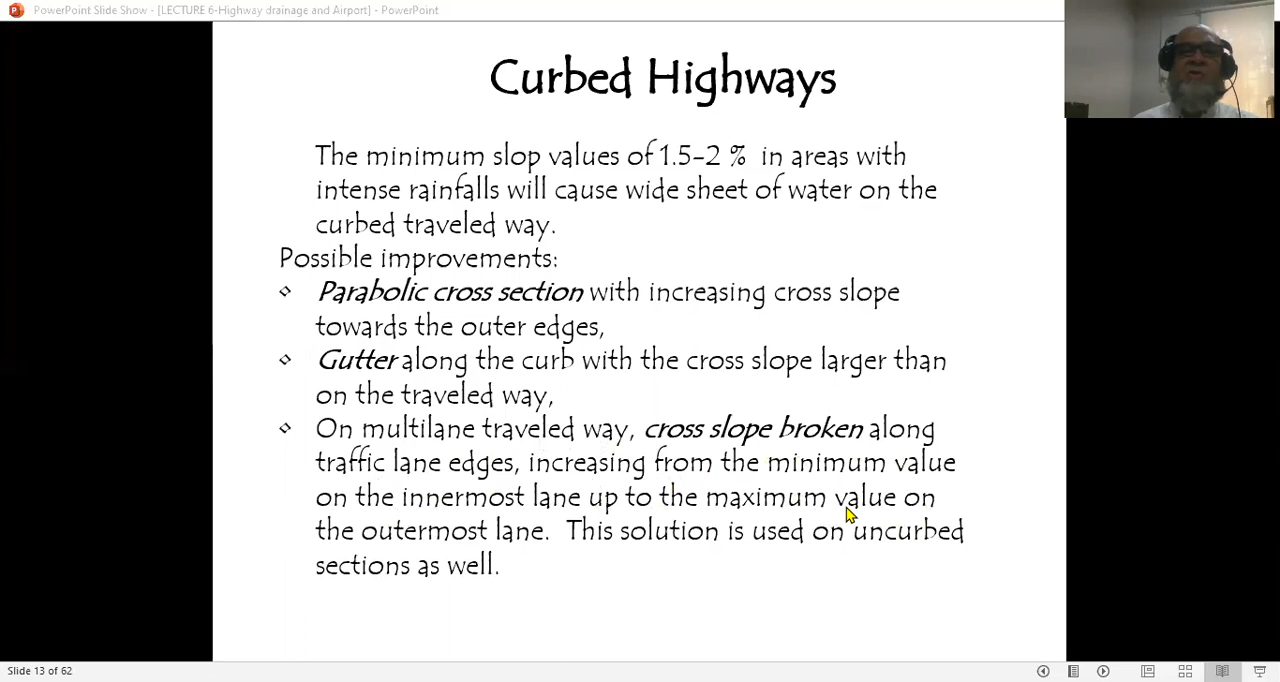 PowerPoint Slide Show - [LECTURE 6-Highway drainage and Airport] - PowerPoint
Curbed Highways
The minimum slop values of 1.5-2 % in areas with
intense rainfalls will cause wide sheet of water on the
curbed traveled way.
Possible improvements:
◇ Parabolic cross section with increasing cross slope
towards the outer edges,
◇ Gutter along the curb with the cross slope larger than
on the traveled way,
◇ On multilane traveled way, cross slope broken along
traffic lane edges, increasing from the minimum value
on the innermost lane up to the maximum value on
the outermost lane. This solution is used on uncurbed
sections as well.
Slide 13 of 62